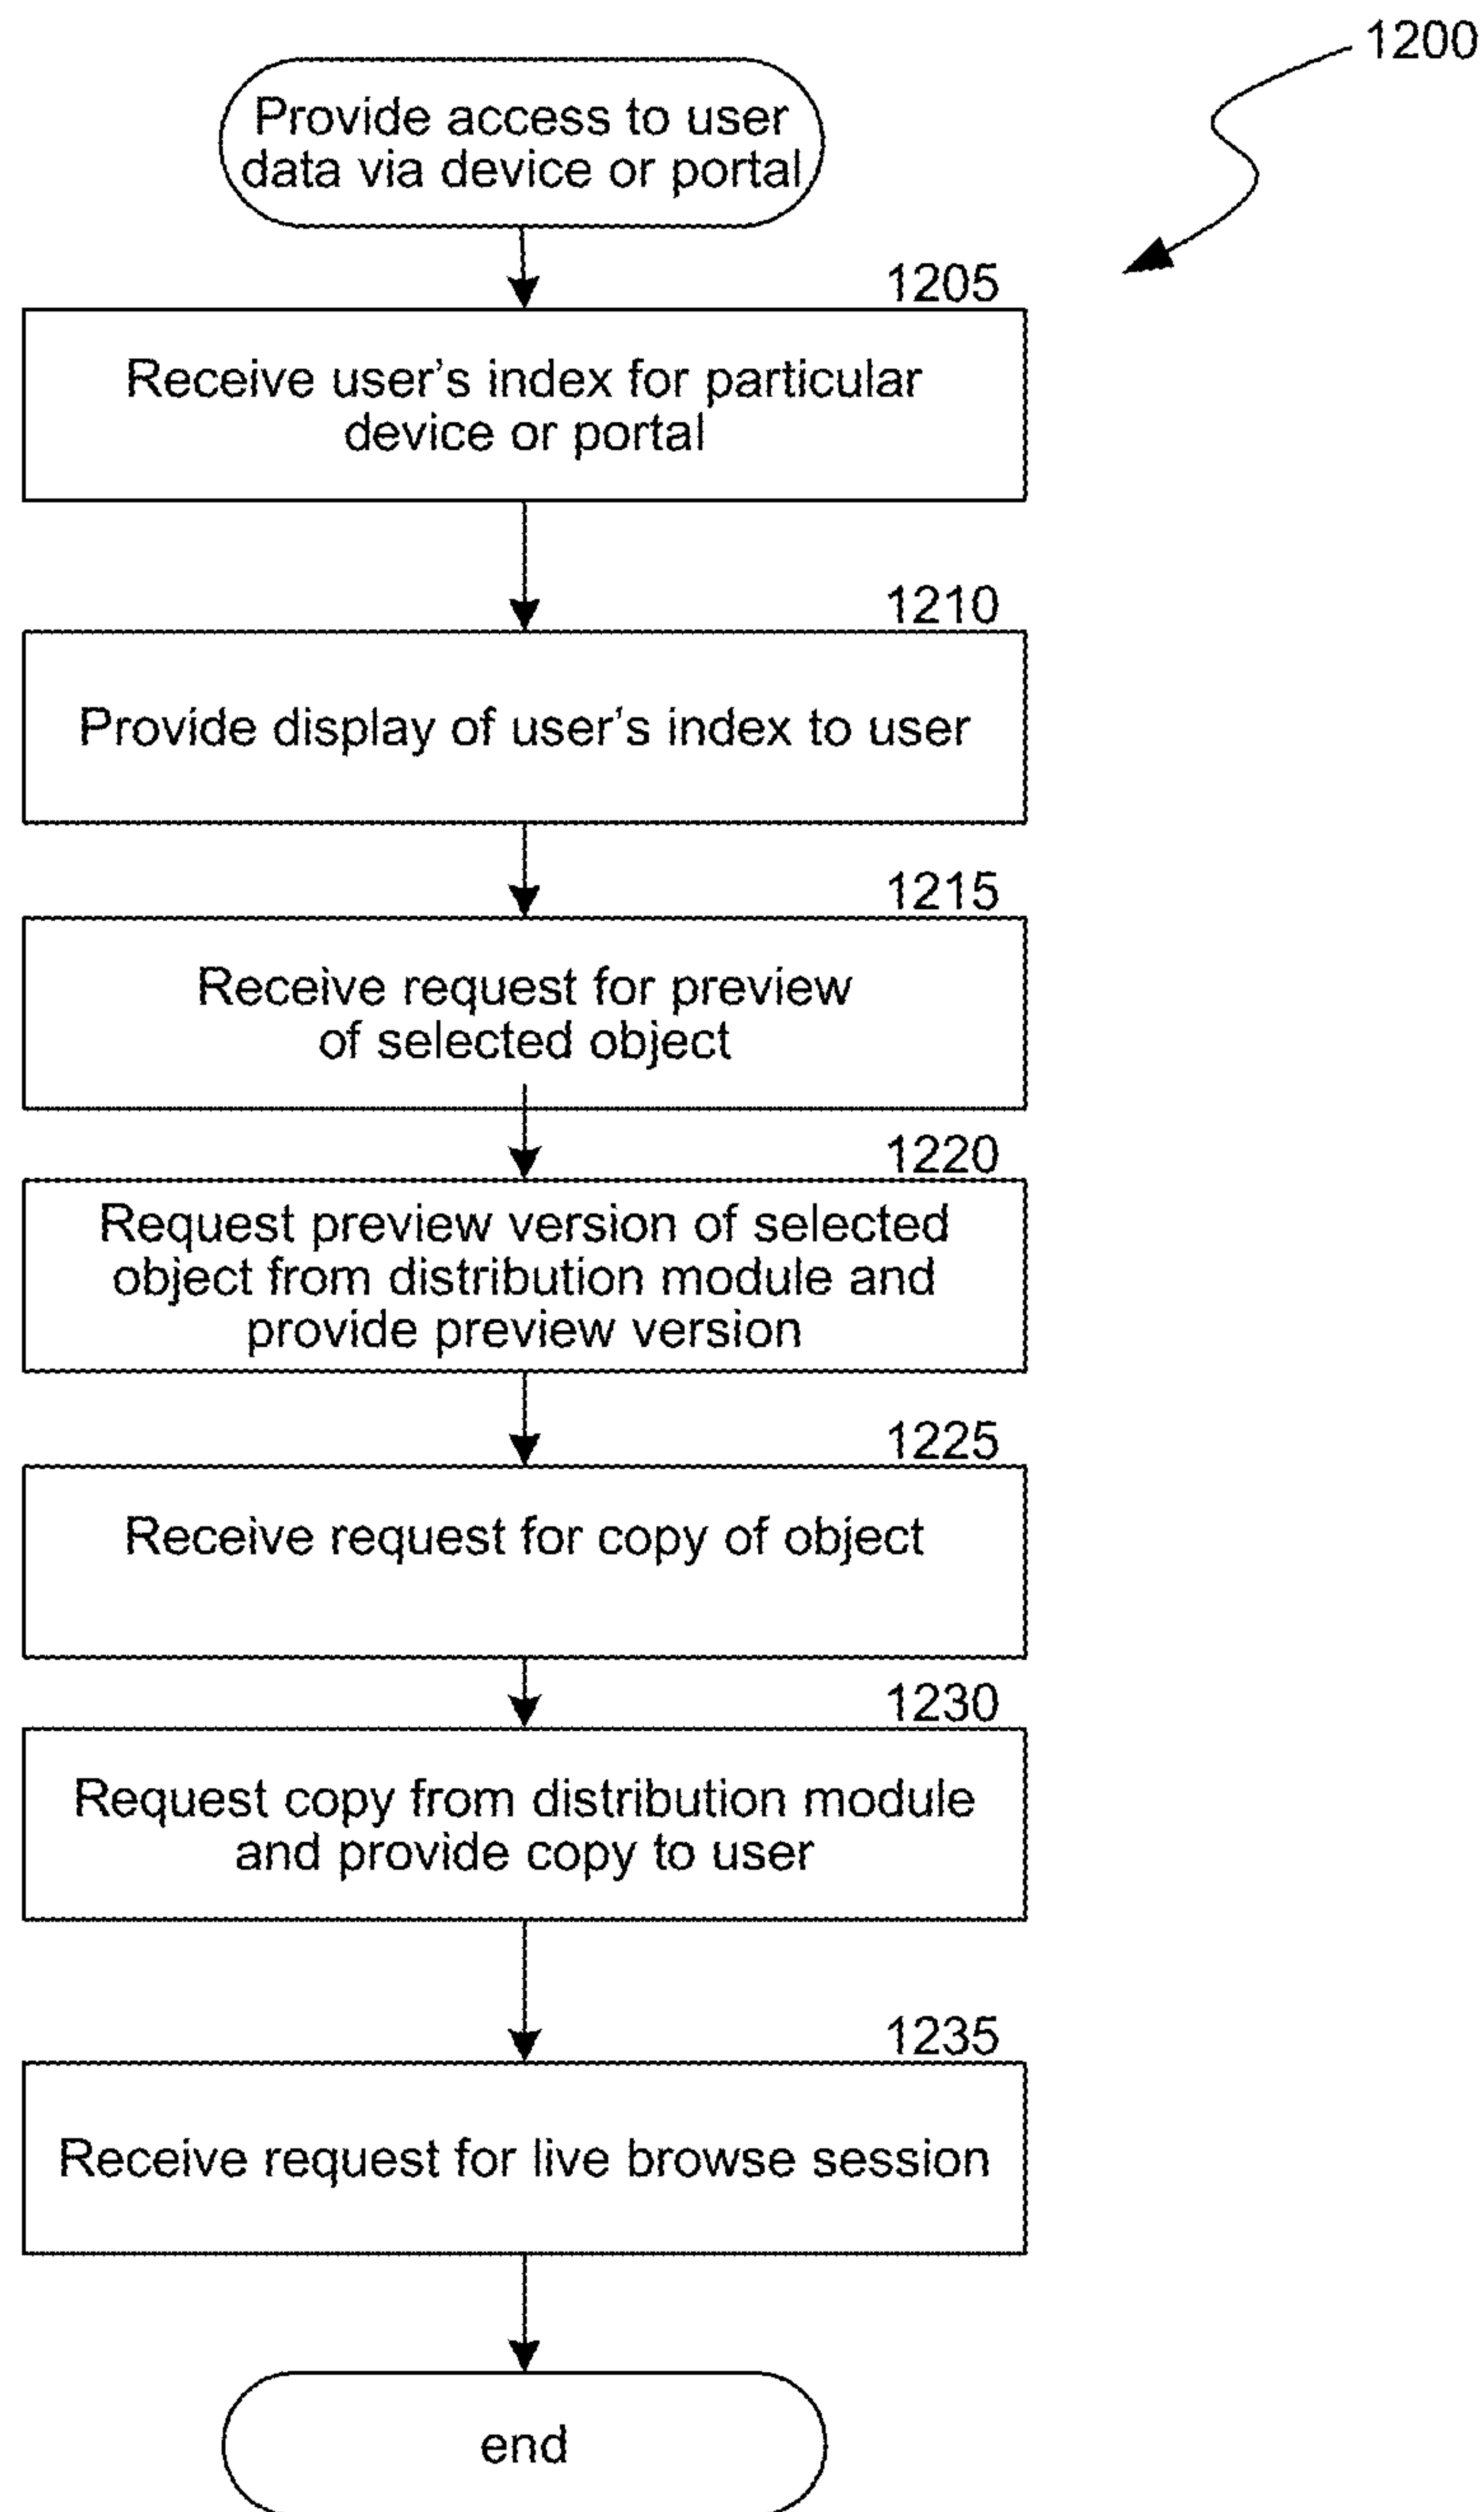 1200
Provide access to user
data via device or portal
1205
Receive user's index for particular
device or portal
1210
Provide display of user's index to user
1215
Receive request for preview
of selected object
1220
Request preview version of selected
object from distribution module and
provide preview version
1225
Receive request for copy of object
1230
Request copy from distribution module
and provide copy to user
1235
Receive request for live browse session
end